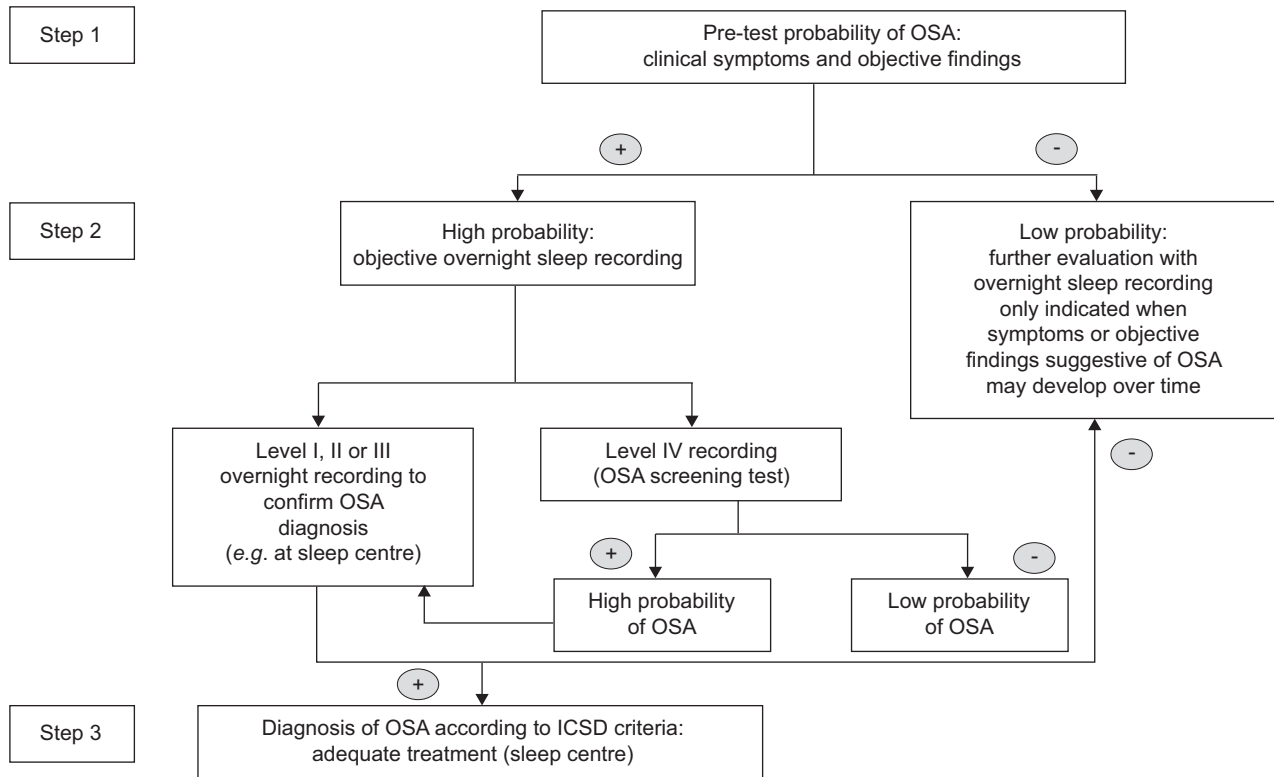 Step 1
Pre-test probability of OSA:
clinical symptoms and objective findings
+
-
Step 2
High probability:
objective overnight sleep recording
Low probability:
further evaluation with
overnight sleep recording
only indicated when
symptoms or objective
findings suggestive of OSA
may develop over time
Level I, II or III
overnight recording to
confirm OSA
diagnosis
(e.g. at sleep centre)
Level IV recording
(OSA screening test)
-
+
-
High probability
of OSA
Low probability
of OSA
+
Step 3
Diagnosis of OSA according to ICSD criteria:
adequate treatment (sleep centre)